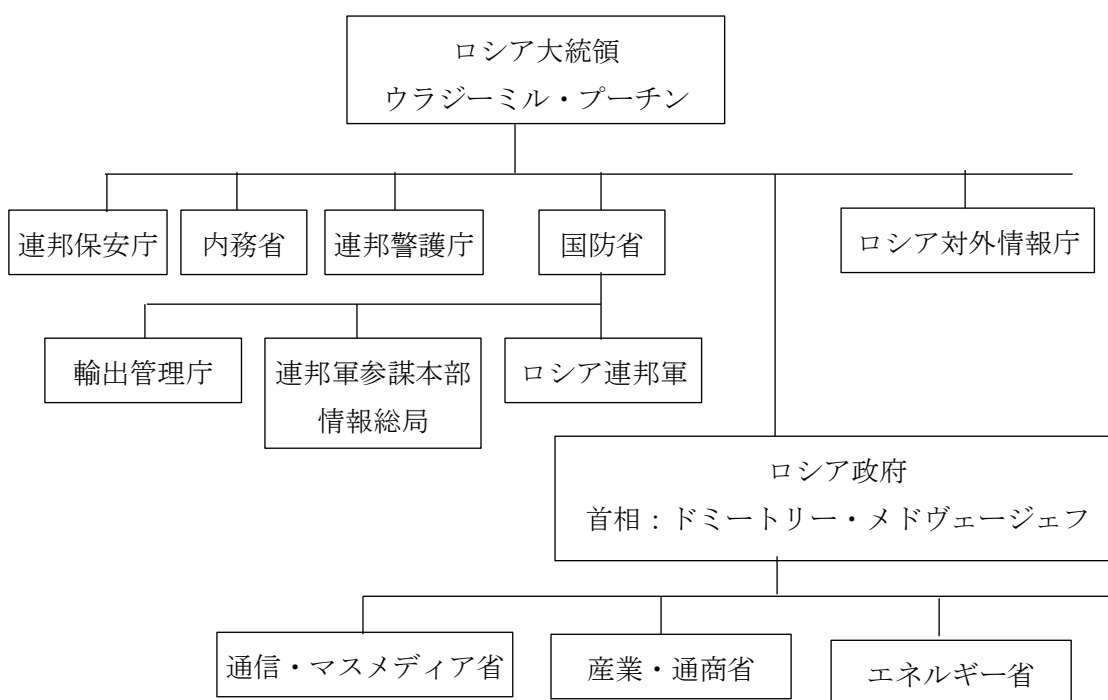 ロシア大統領
ウラジーミル・プーチン
連邦保安庁
内務省
連邦警護庁
国防省
ロシア対外情報庁
輸出管理庁
連邦軍参謀本部
情報総局
ロシア連邦軍
ロシア政府
首相：ドミートリー・メドヴェージェフ
通信・マスメディア省
産業・通商省
エネルギー省